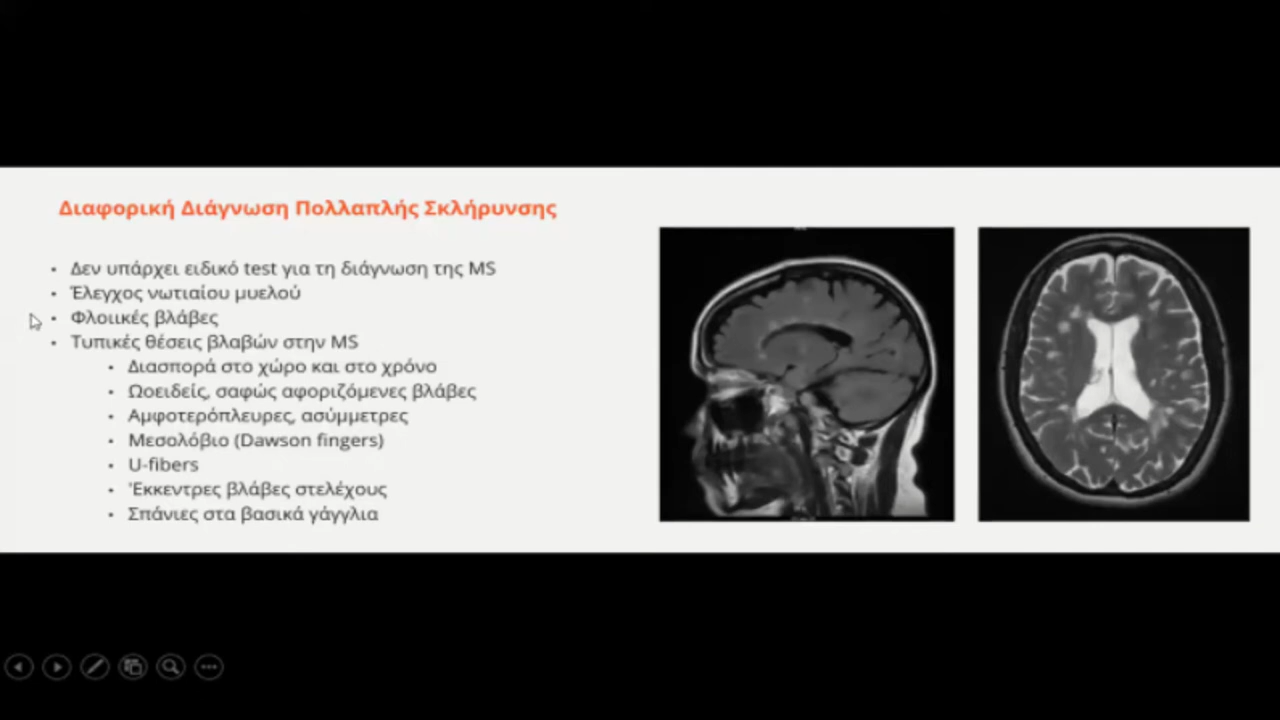 Διαφορική Διάγνωση Πολλαπλής Σκλήρυνσης
• Δεν υπάρχει ειδικό test για τη διάγνωση της MS
• Έλεγχος νωτιαίου μυελού
• Φλοιικές βλάβες
• Τυπικές θέσεις βλαβών στην MS
• Διασπορά στο χώρο και στο χρόνο
• Ωοειδείς, σαφώς αφοριζόμενες βλάβες
• Αμφοτερόπλευρες, ασύμμετρες
• Μεσολόβιο (Dawson fingers)
• U-fibers
• 'Εκκεντρες βλάβες στελέχους
• Σπάνιες στα βασικά γάγγλια